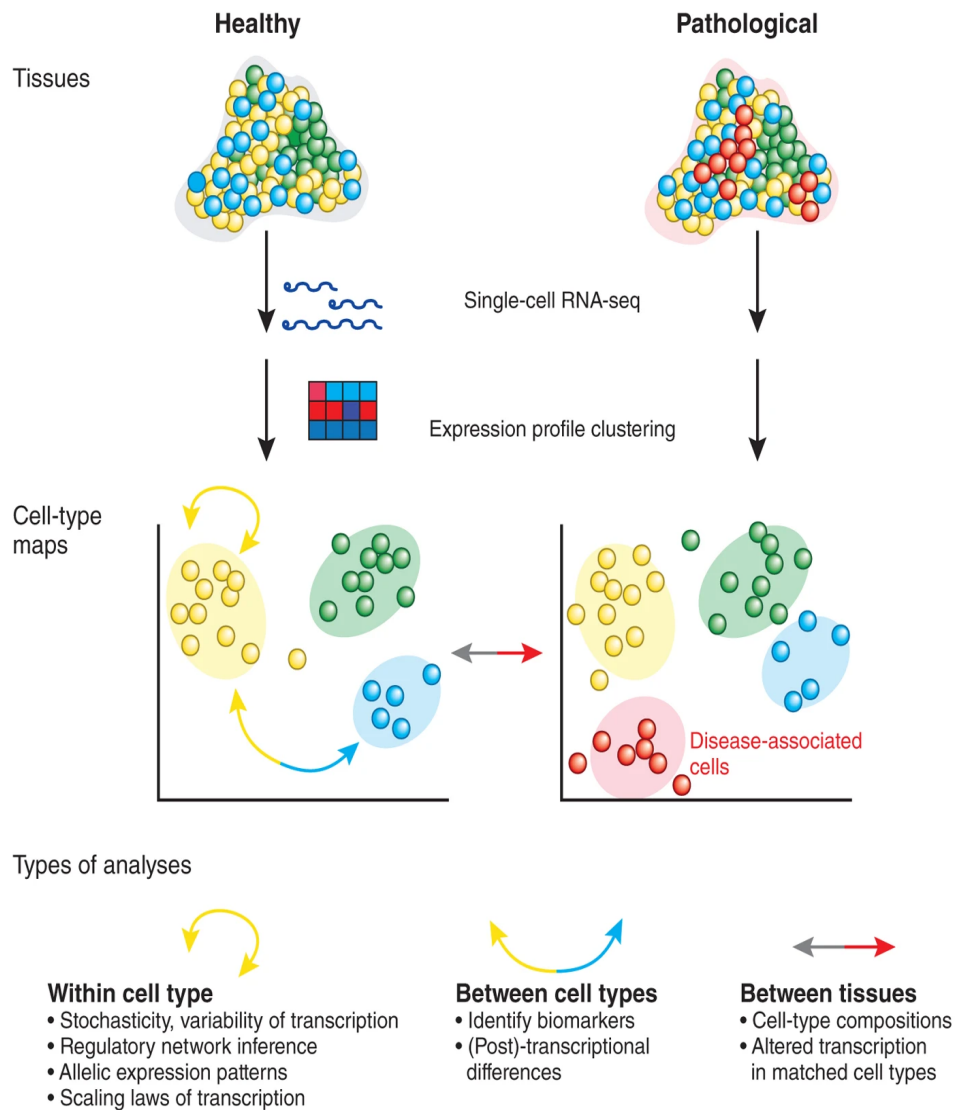 Healthy
Pathological
Tissues
Single-cell RNA-seq
Expression profile clustering
Cell-type
maps
Disease-associated
cells
Types of analyses
Within cell type
• Stochasticity, variability of transcription
• Regulatory network inference
• Allelic expression patterns
• Scaling laws of transcription
Between cell types
• Identify biomarkers
• (Post)-transcriptional
differences
Between tissues
• Cell-type compositions
• Altered transcription
in matched cell types